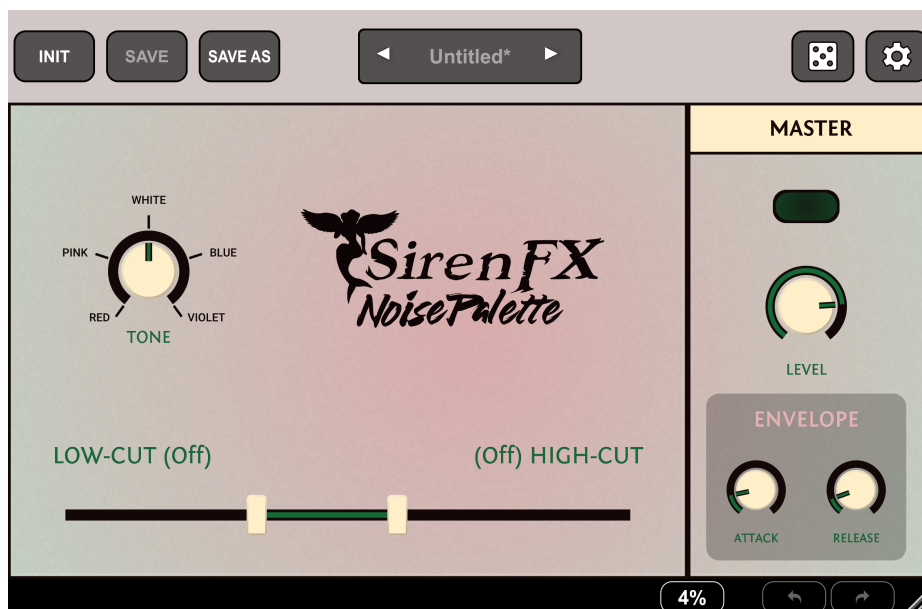 INIT
SAVE
SAVE AS
Untitled*
MASTER
WHITE
PINK
BLUE
RED
VIOLET
TONE
SirenFX
NoisePalette
LEVEL
ENVELOPE
LOW-CUT (Off)
(Off) HIGH-CUT
ATTACK
RELEASE
4%